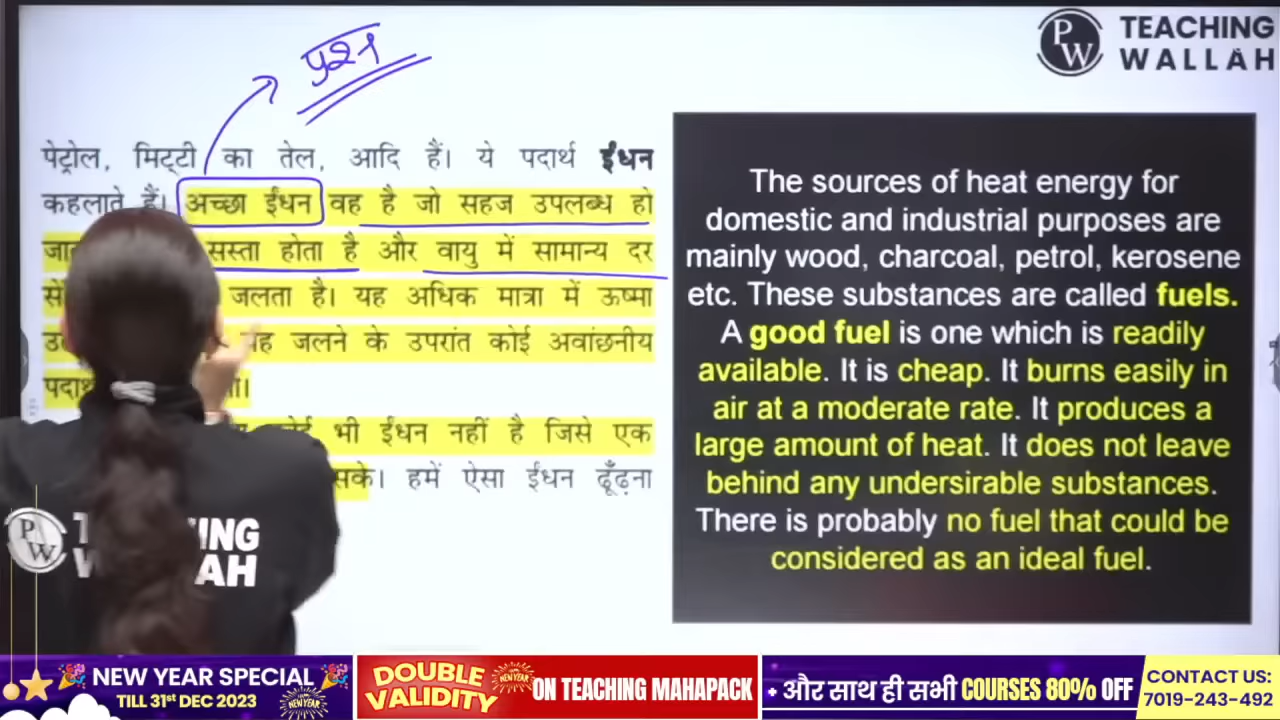 प्रश्न
PW TEACHING
WALLAH
पेट्रोल, मिट्टी का तेल, आदि हैं। ये पदार्थ ईंधन
कहलाते हैं। अच्छा ईंधन वह है जो सहज उपलब्ध हो
सस्ता होता है और वायु में सामान्य दर
जलता है। यह अधिक मात्रा में ऊष्मा
यह जलने के उपरांत कोई अवांछनीय
कोई भी ईंधन नहीं है जिसे एक
सके। हमें ऐसा ईंधन ढूँढ़ना
The sources of heat energy for
domestic and industrial purposes are
mainly wood, charcoal, petrol, kerosene
etc. These substances are called fuels.
A good fuel is one which is readily
available. It is cheap. It burns easily in
air at a moderate rate. It produces a
large amount of heat. It does not leave
behind any undersirable substances.
There is probably no fuel that could be
considered as an ideal fuel.
PW
NEW YEAR SPECIAL
TILL 31st DEC 2023
DOUBLE
VALIDITY
NEW YEAR
ON TEACHING MAHAPACK
+ और साथ ही सभी COURSES 80% OFF
CONTACT US:
7019-243-492